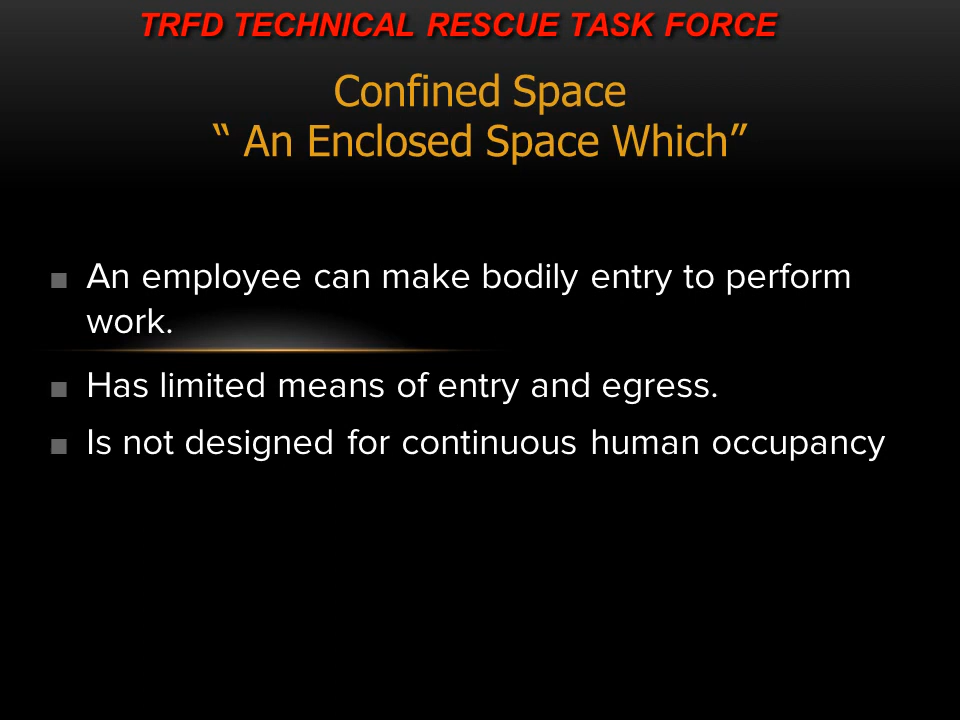 TRFD TECHNICAL RESCUE TASK FORCE
Confined Space
“ An Enclosed Space Which”
■ An employee can make bodily entry to perform
work.
■ Has limited means of entry and egress.
■ Is not designed for continuous human occupancy